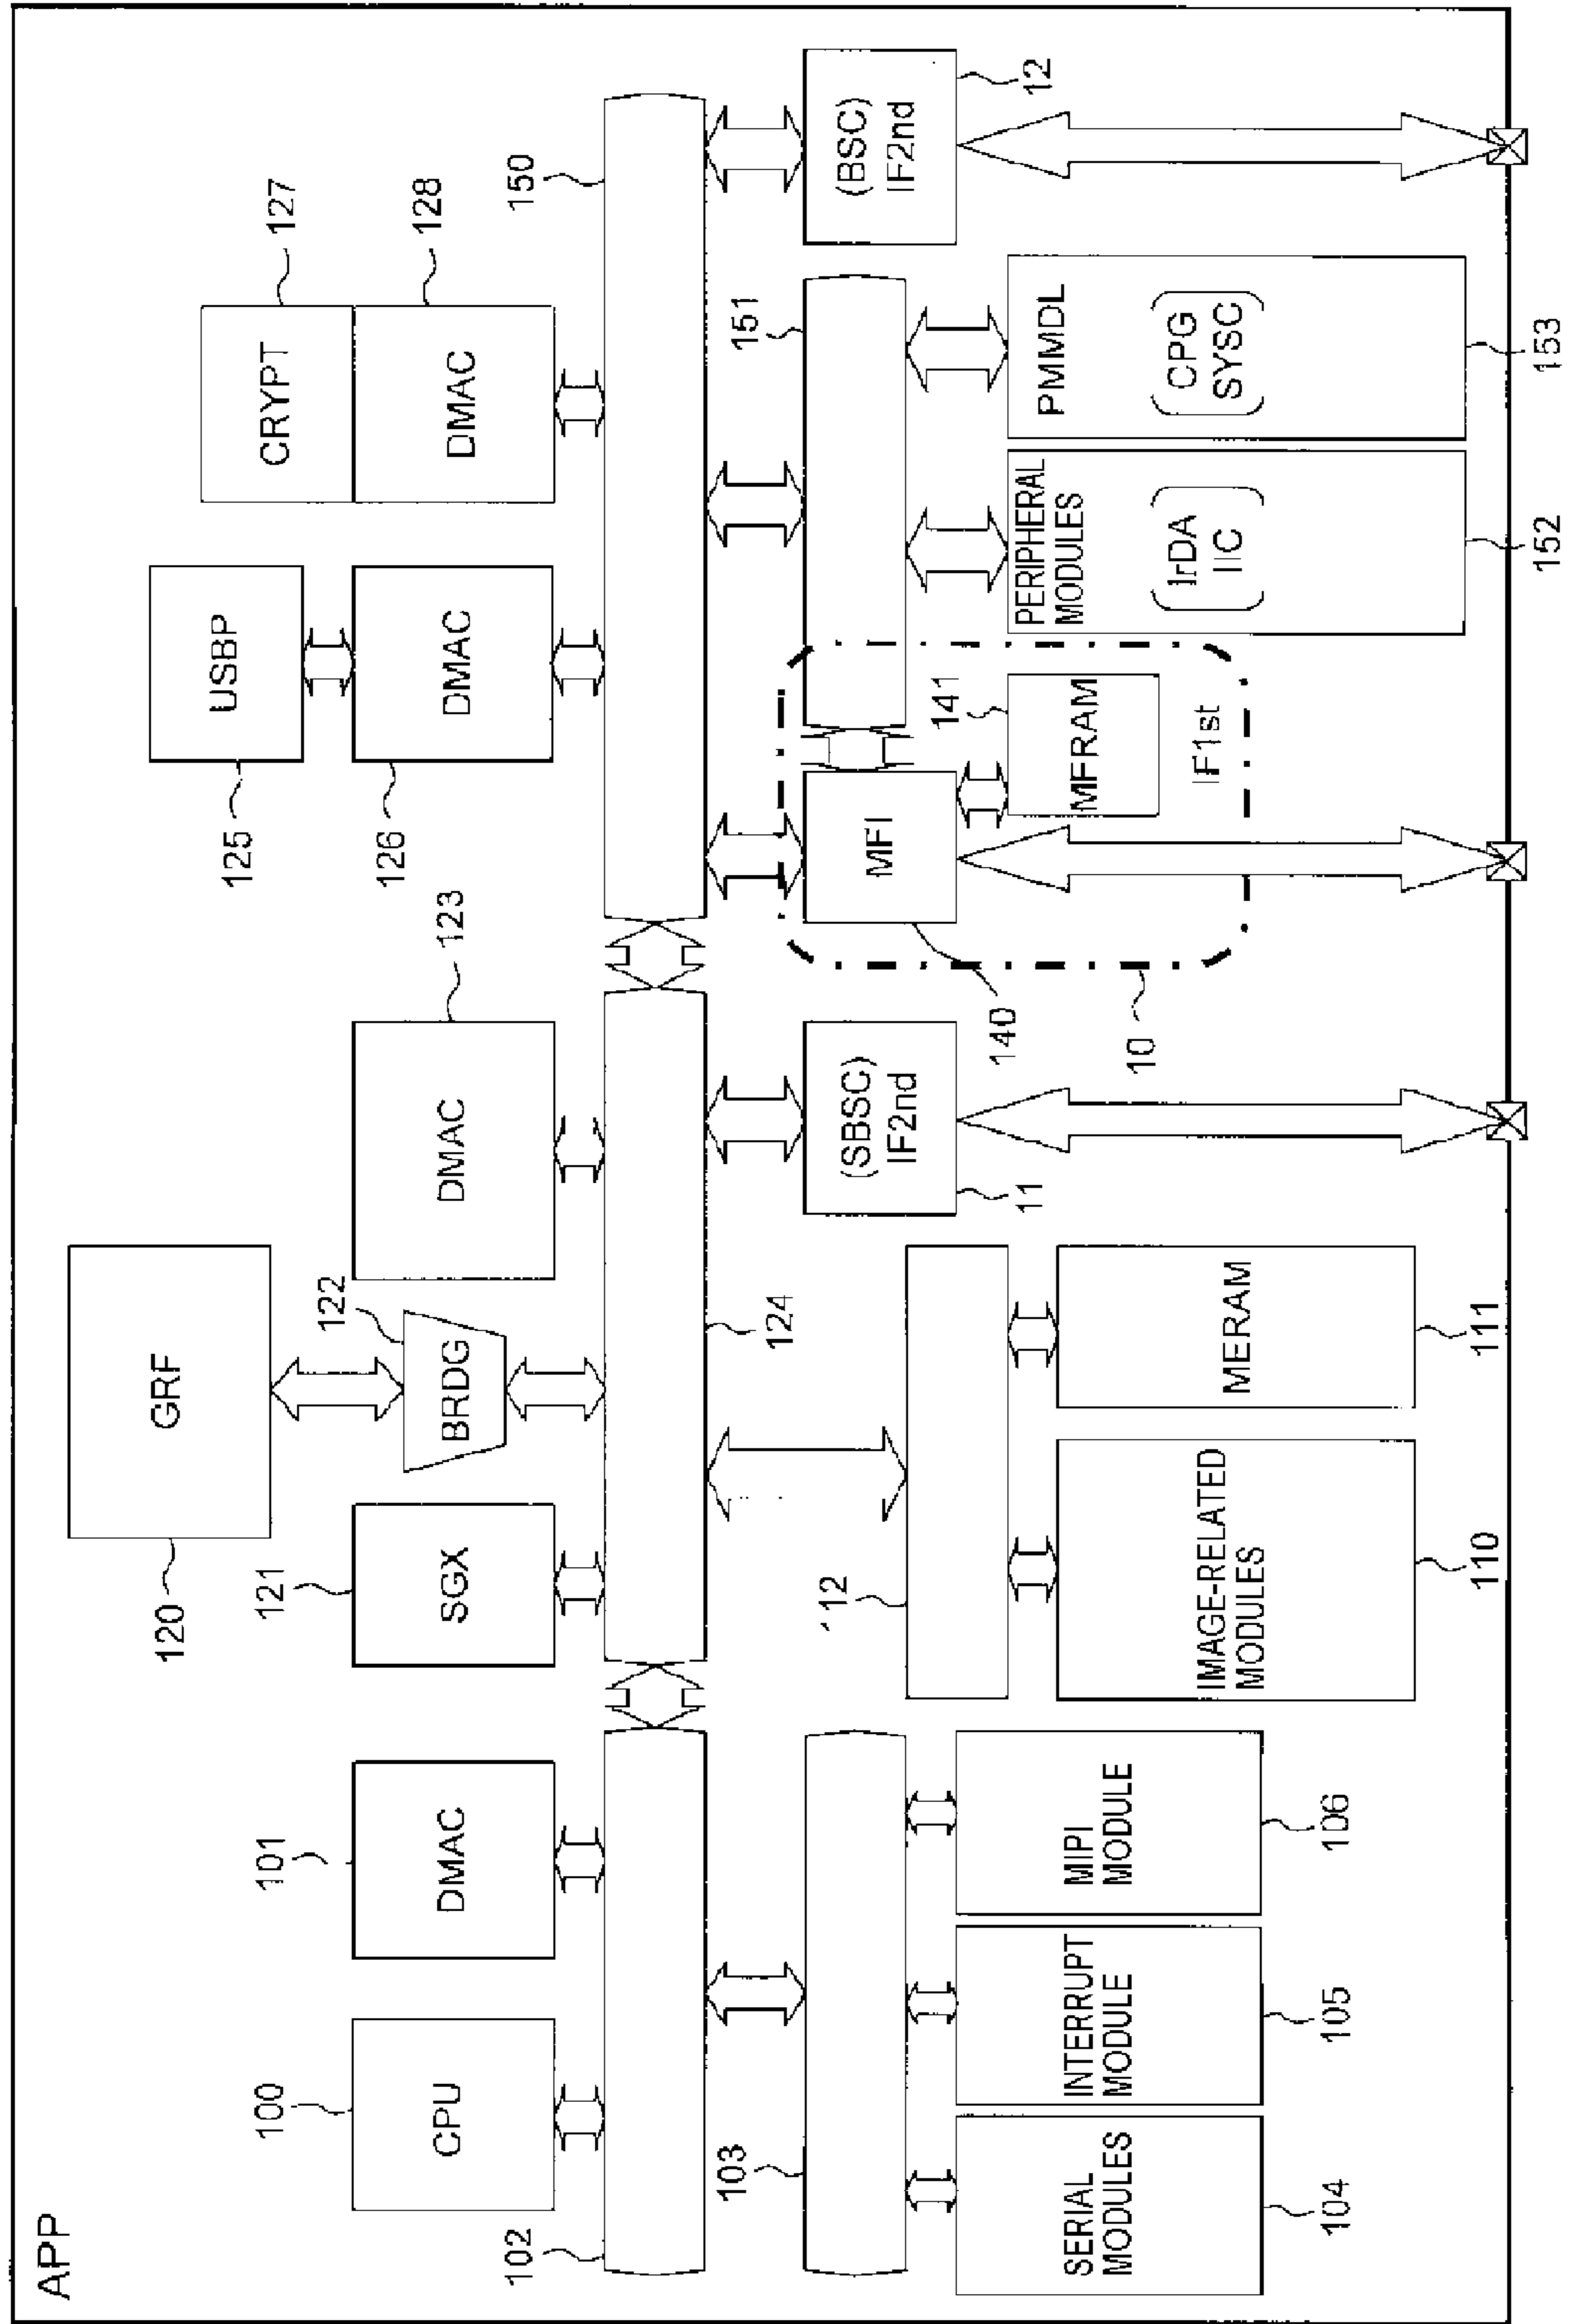 APP
GRF
120
CRYPT
127
USBP
125
CPU
100
DMAC
101
SGX
121
BRDG
122
DMAC
123
DMAC
126
DMAC
128
102
124
150
103
112
(SBSC)
IF2nd
11
MFI
140
151
(BSC)
IF2nd
12
MFRAM
141
IF1st
10
SERIAL
MODULES
104
INTERRUPT
MODULE
105
MIPI
MODULE
106
IMAGE-RELATED
MODULES
110
MERAM
111
PERIPHERAL
MODULES
IrDA
IIC
152
PMMDL
CPG
SYSC
153